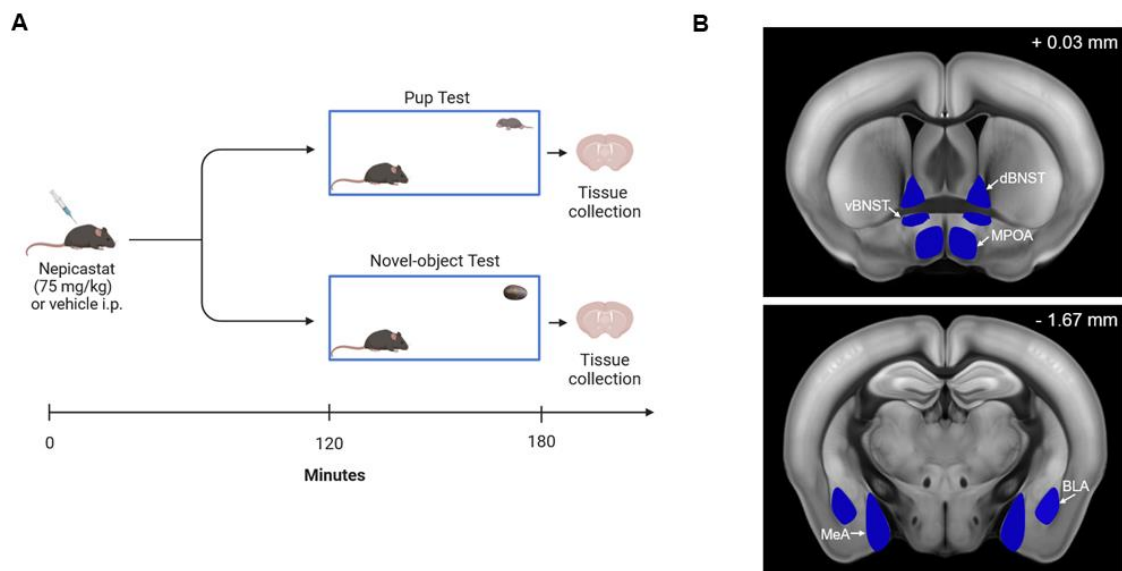 A
Pup Test
Tissue
collection
Nepicastat
(75 mg/kg)
or vehicle i.p.
Novel-object Test
Tissue
collection
0
120
180
Minutes
B
+ 0.03 mm
dBNST
vBNST
MPOA
- 1.67 mm
BLA
MeA